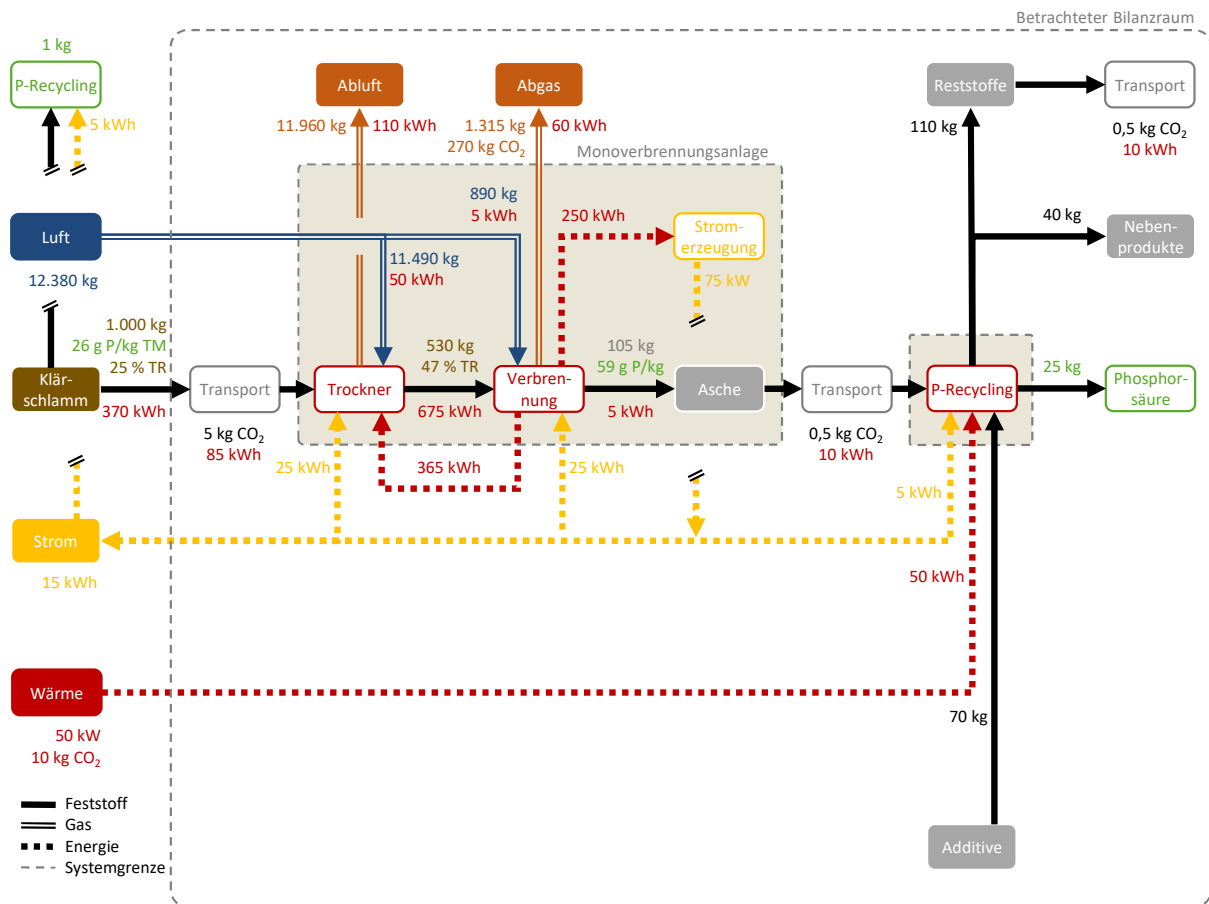 Betrachteter Bilanzraum
1 kg
P-Recycling
5 kWh
Abluft
11.960 kg
110 kWh
Abgas
1.315 kg
60 kWh
270 kg CO₂
Reststoffe
110 kg
Transport
0,5 kg CO₂
10 kWh
Monoverbrennungsanlage
890 kg
5 kWh
250 kWh
Strom-
erzeugung
75 kW
40 kg
Neben-
produkte
Luft
12.380 kg
11.490 kg
50 kWh
1.000 kg
26 g P/kg TM
25 % TR
Klär-
schlamm
370 kWh
Transport
5 kg CO₂
85 kWh
Trockner
530 kg
47 % TR
675 kWh
Verbren-
nung
105 kg
59 g P/kg
5 kWh
Asche
Transport
0,5 kg CO₂
10 kWh
P-Recycling
25 kg
Phosphor-
säure
25 kWh
365 kWh
25 kWh
5 kWh
Strom
15 kWh
50 kWh
Wärme
50 kW
10 kg CO₂
70 kg
Feststoff
Gas
Energie
Systemgrenze
Additive